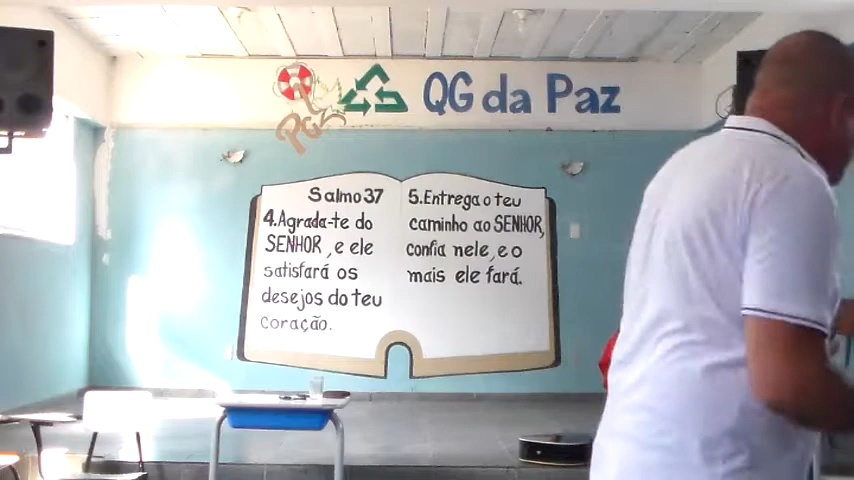 QG da Paz
Paz
Salmo 37
4.Agrada-te do
SENHOR, e ele
satisfará os
desejos do teu
coração.
5.Entrega o teu
caminho ao SENHOR,
confia nele, e o
mais ele fará.